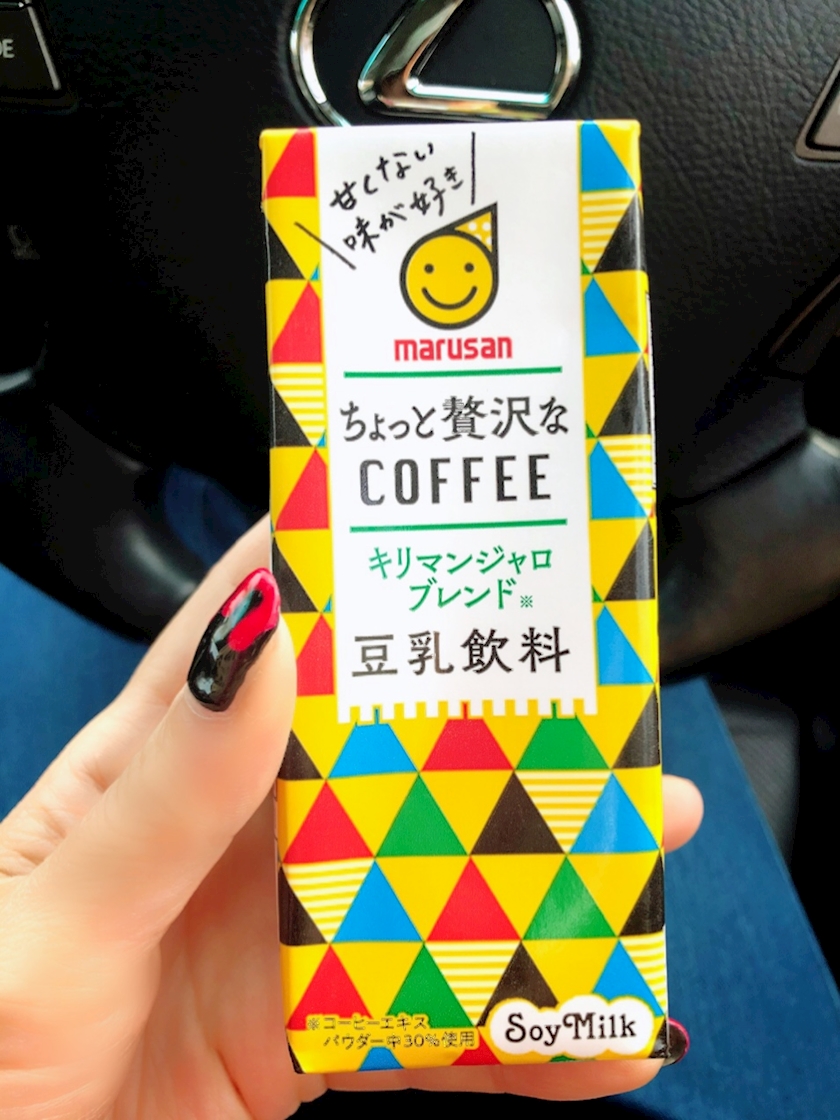 甘くない
味が好き
marusan
ちょっと贅沢な
COFFEE
キリマンジャロ
ブレンド※
豆乳飲料
※コーヒーエキス
パウダー中30%使用
Soy Milk